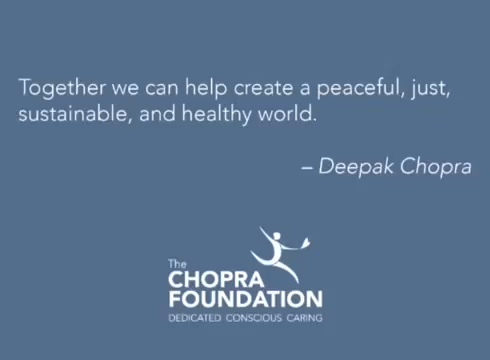 Together we can help create a peaceful, just,
sustainable, and healthy world.
– Deepak Chopra
The
CHOPRA
FOUNDATION
DEDICATED CONSCIOUS CARING